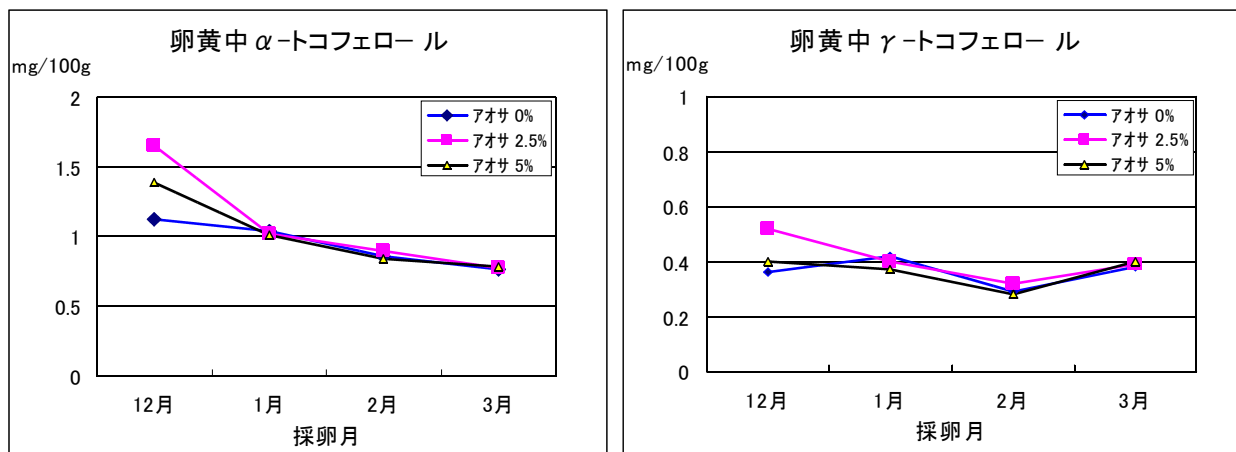 卵黄中 α-トコフェロール
mg/100g
2
1.5
1
0.5
0
アオサ 0%
アオサ 2.5%
アオサ 5%
12月 1月 2月 3月
採卵月
卵黄中 γ-トコフェロール
mg/100g
1
0.8
0.6
0.4
0.2
0
アオサ 0%
アオサ 2.5%
アオサ 5%
12月 1月 2月 3月
採卵月